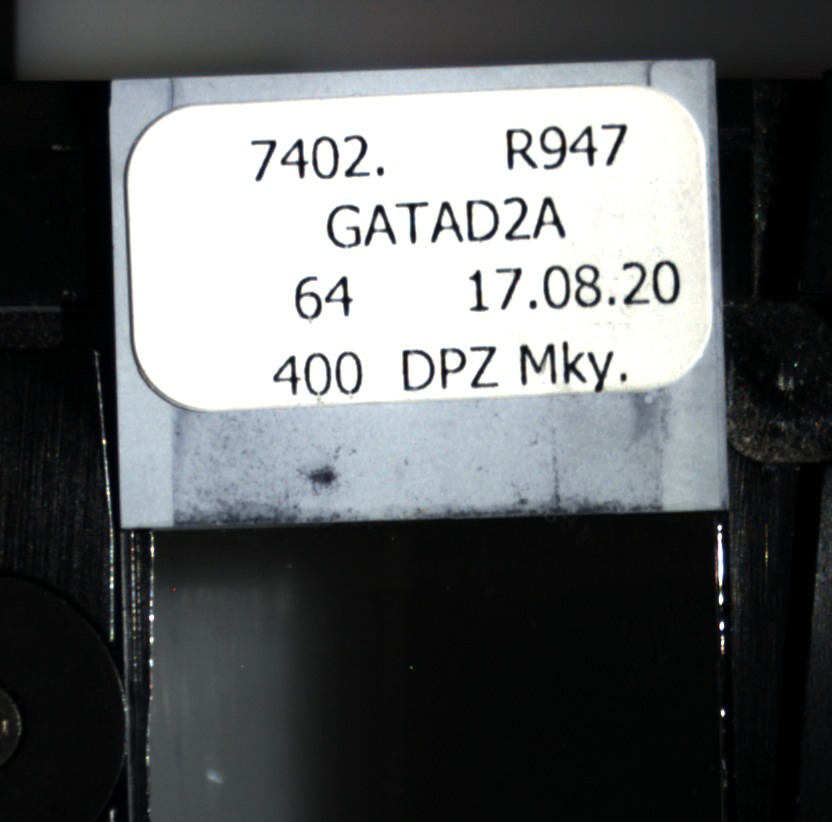 7402. R947
GATAD2A
64 17.08.20
400 DPZ Mky.